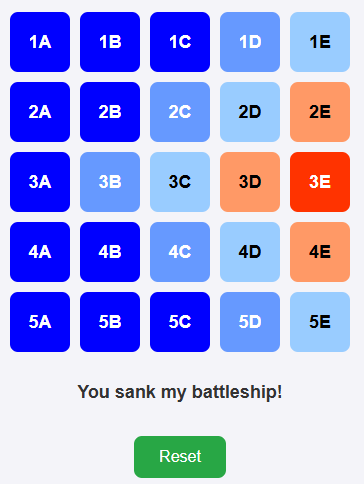 1A 1B 1C 1D 1E
2A 2B 2C 2D 2E
3A 3B 3C 3D 3E
4A 4B 4C 4D 4E
5A 5B 5C 5D 5E
You sank my battleship!
Reset